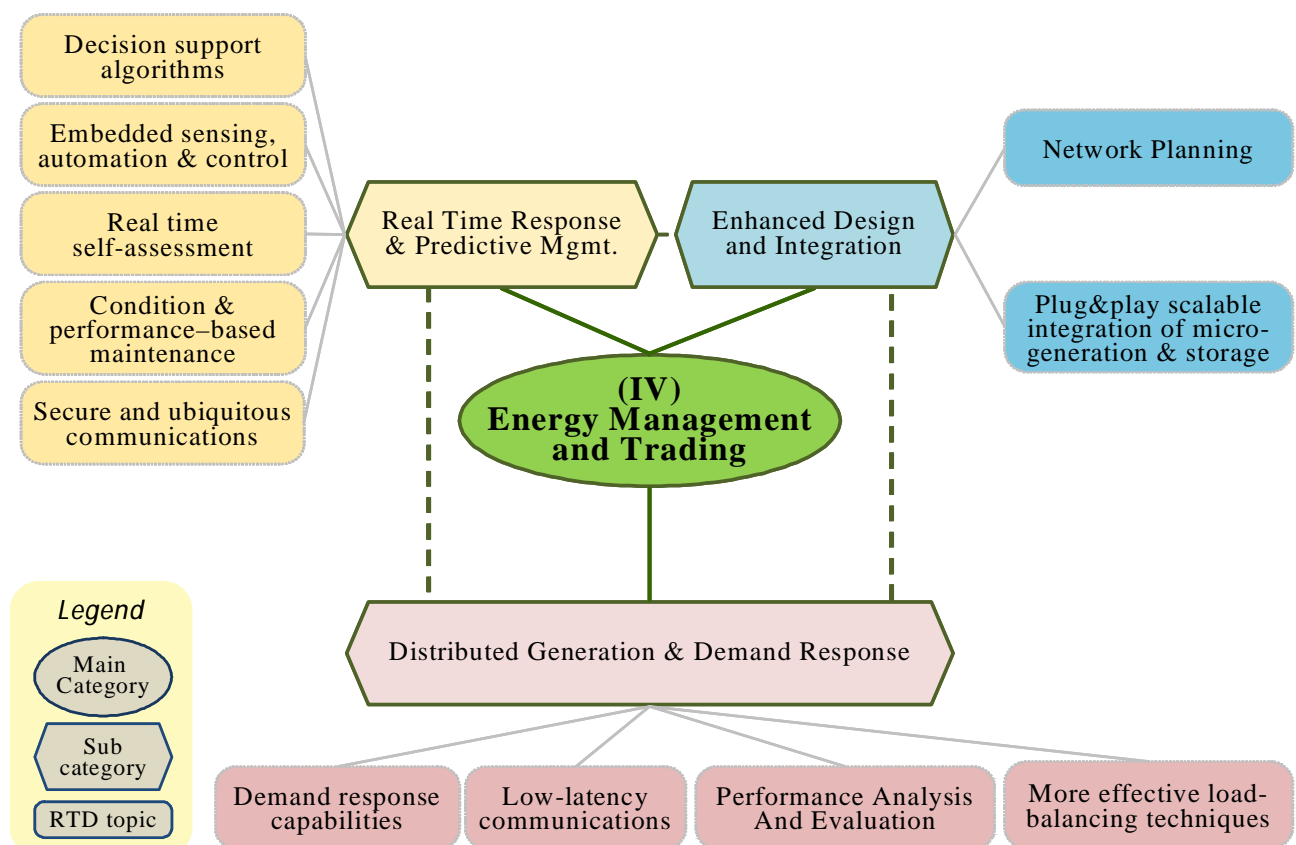 Decision support
algorithms
Embedded sensing,
automation & control
Real time
self-assessment
Condition &
performance–based
maintenance
Secure and ubiquitous
communications
Real Time Response
& Predictive Mgmt.
Enhanced Design
and Integration
Network Planning
Plug&play scalable
integration of micro-
generation & storage
(IV)
Energy Management
and Trading
Distributed Generation & Demand Response
Legend
Main
Category
Sub
category
RTD topic
Demand response
capabilities
Low-latency
communications
Performance Analysis
And Evaluation
More effective load-
balancing techniques